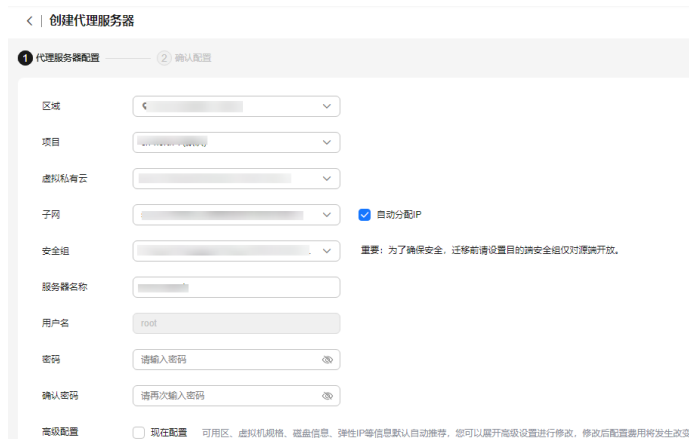 创建代理服务器
1 代理服务器配置 2 确认配置
区域
项目
虚拟私有云
子网 自动分配IP
安全组 重要：为了确保安全，迁移前请设置目的端安全组仅对源端开放。
服务器名称
用户名 root
密码 请输入密码
确认密码 请再次输入密码
高级配置 现在配置 可用区、虚拟机规格、磁盘信息、弹性IP等信息默认自动推荐，您可以展开高级设置进行修改，修改后配置费用将发生改变